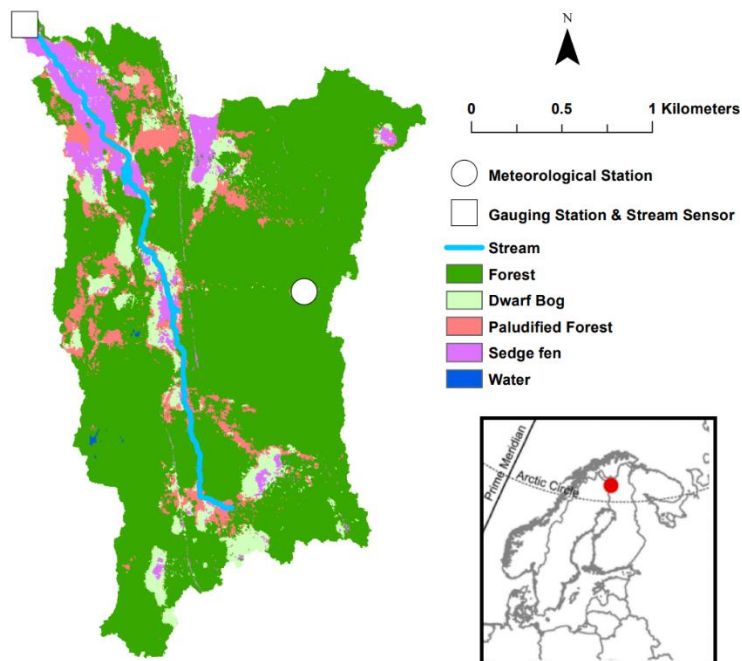 N
0 0.5 1 Kilometers
Meteorological Station
Gauging Station & Stream Sensor
Stream
Forest
Dwarf Bog
Paludified Forest
Sedge fen
Water
Prime Meridian
Arctic Circle